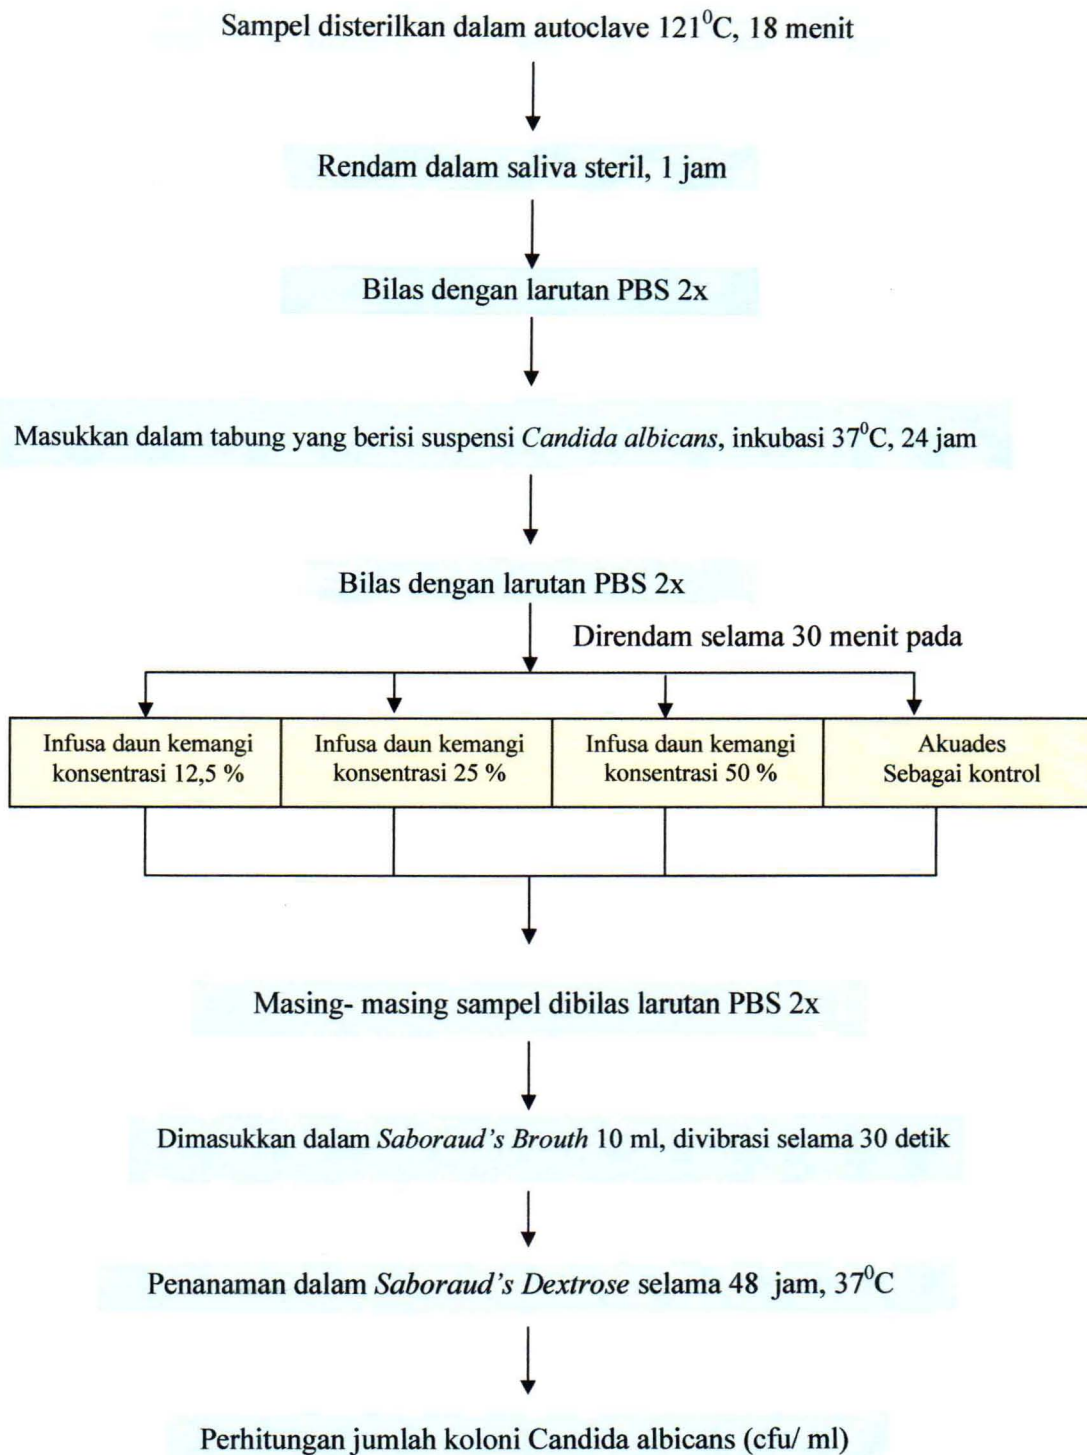 Sampel disterilkan dalam autoclave 121⁰C, 18 menit
Rendam dalam saliva steril, 1 jam
Bilas dengan larutan PBS 2x
Masukkan dalam tabung yang berisi suspensi Candida albicans, inkubasi 37⁰C, 24 jam
Bilas dengan larutan PBS 2x
Direndam selama 30 menit pada
Infusa daun kemangi
konsentrasi 12,5 %
Infusa daun kemangi
konsentrasi 25 %
Infusa daun kemangi
konsentrasi 50 %
Akuades
Sebagai kontrol
Masing- masing sampel dibilas larutan PBS 2x
Dimasukkan dalam Saboraud's Brouth 10 ml, divibrasi selama 30 detik
Penanaman dalam Saboraud's Dextrose selama 48 jam, 37⁰C
Perhitungan jumlah koloni Candida albicans (cfu/ ml)